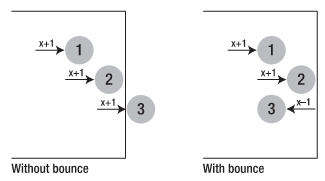 x+1 1
x+1 2
x+1 3
Without bounce
x+1 1
x+1 2
3 x–1
With bounce